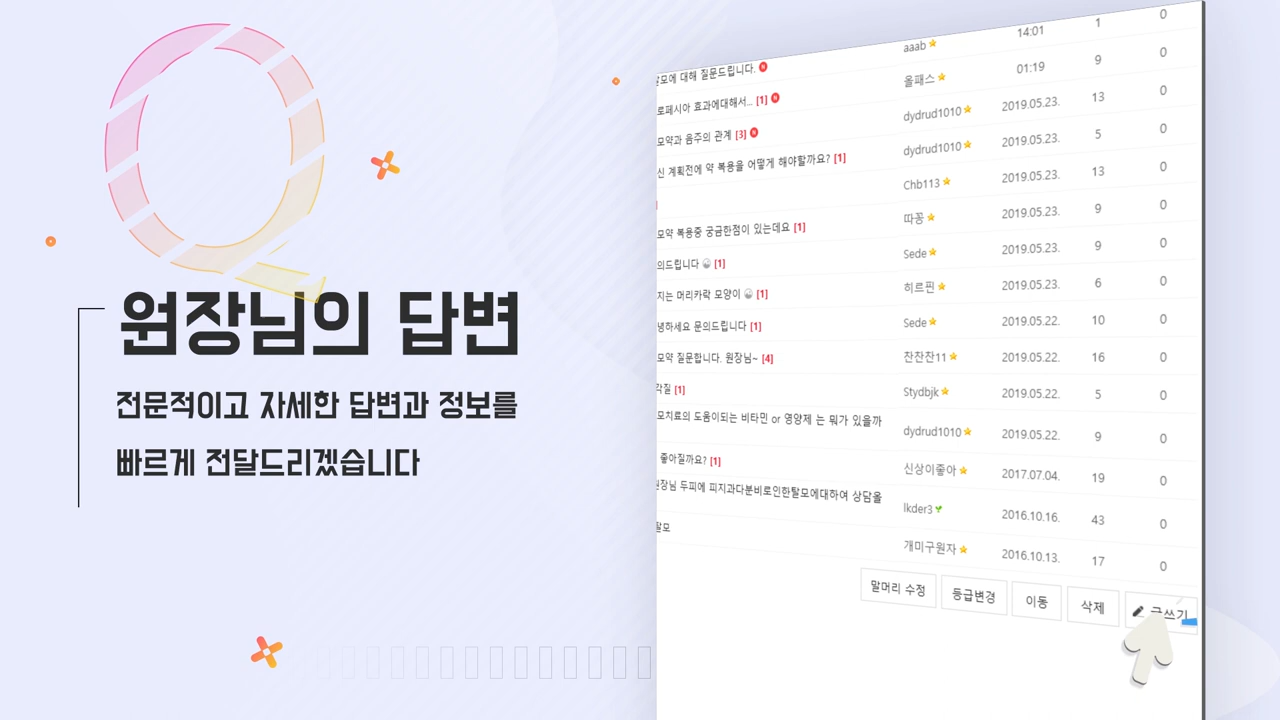 Q
원장님의 답변
전문적이고 자세한 답변과 정보를
빠르게 전달드리겠습니다
aaab 14:01 1 0
탈모에 대해 질문드립니다. 올패스 01:19 9 0
로페시아 효과에대해서... [1] dydrud1010 2019.05.23. 13 0
모약과 음주의 관계 [3] dydrud1010 2019.05.23. 5 0
신 계획전에 약 복용을 어떻게 해야할까요? [1] Chb113 2019.05.23. 13 0
따꽁 2019.05.23. 9 0
모약 복용중 궁금한점이 있는데요 [1] Sede 2019.05.23. 9 0
의드립니다 [1] 히르핀 2019.05.23. 6 0
지는 머리카락 모양이 [1] Sede 2019.05.22. 10 0
녕하세요 문의드립니다 [1] 찬찬찬11 2019.05.22. 16 0
모약 질문합니다. 원장님~ [4] Stydbjk 2019.05.22. 5 0
각질 [1] dydrud1010 2019.05.22. 9 0
모치료의 도움이되는 비타민 or 영양제 는 뭐가 있을까
좋아질까요? [1] 신상이좋아 2017.07.04. 19 0
원장님 두피에 피지과다분비로인한탈모에대하여 상담올 lkder3 2016.10.16. 43 0
탈모 개미구원자 2016.10.13. 17 0
말머리 수정 등급변경 이동 삭제 글쓰기